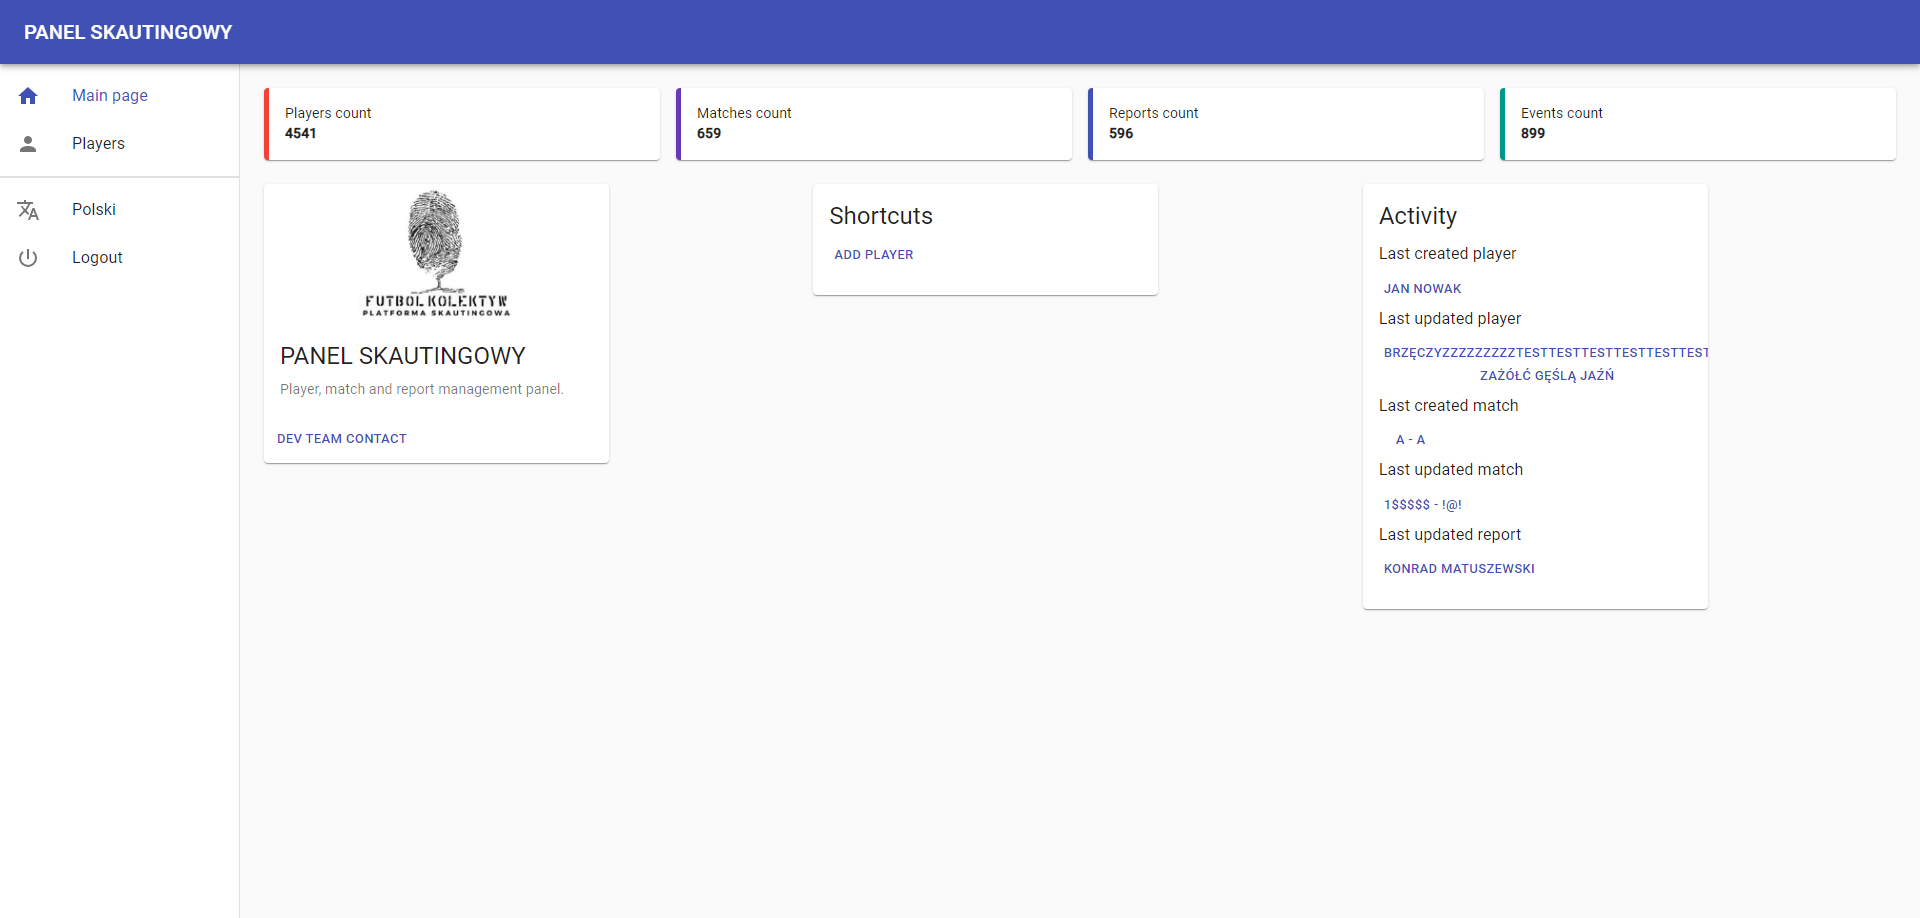 PANEL SKAUTINGOWY
Main page
Players
Polski
Logout
Players count
4541
Matches count
659
Reports count
596
Events count
899
FUTBOL KOLEKTYW
PLATFORMA SKAUTINGOWA
PANEL SKAUTINGOWY
Player, match and report management panel.
DEV TEAM CONTACT
Shortcuts
ADD PLAYER
Activity
Last created player
JAN NOWAK
Last updated player
BRZĘCZYZZZZZZZZZTESTTESTTESTTESTTESTTEST
ZAŻÓŁĆ GĘŚLĄ JAŹŃ
Last created match
A - A
Last updated match
1$$$$$ - !@!
Last updated report
KONRAD MATUSZEWSKI